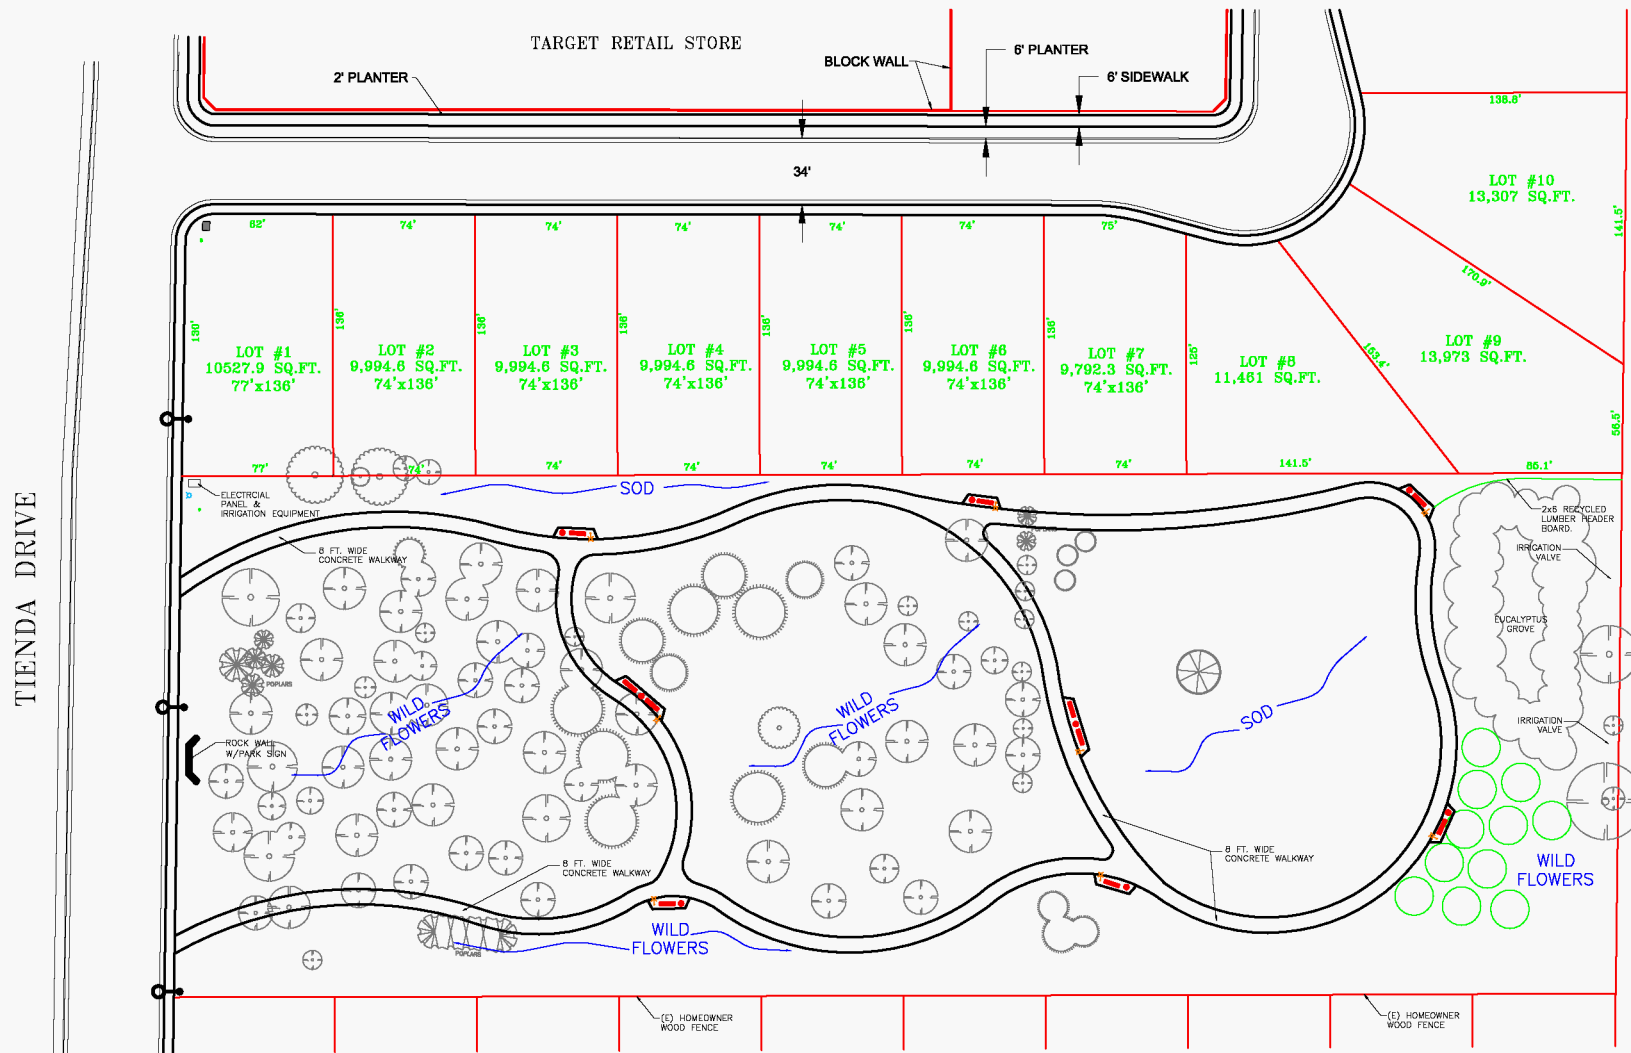 TARGET RETAIL STORE
2' PLANTER
BLOCK WALL
6' PLANTER
6' SIDEWALK
34'
138.8'
LOT #10
13,307 SQ.FT.
141.5'
170.9'
62'
74'
74'
74'
74'
74'
75'
130'
136'
136'
136'
136'
136'
136'
125'
153.4'
56.5'
LOT #1
10527.9 SQ.FT.
77'x136'
LOT #2
9,994.6 SQ.FT.
74'x136'
LOT #3
9,994.6 SQ.FT.
74'x136'
LOT #4
9,994.6 SQ.FT.
74'x136'
LOT #5
9,994.6 SQ.FT.
74'x136'
LOT #6
9,994.6 SQ.FT.
74'x136'
LOT #7
9,792.3 SQ.FT.
74'x136'
LOT #8
11,461 SQ.FT.
LOT #9
13,973 SQ.FT.
77'
74'
74'
74'
74'
74'
74'
141.5'
85.1'
TIENDA DRIVE
ELECTRCIAL
PANEL &
IRRIGATION EQUIPMENT
SOD
2x6 RECYCLED
LUMBER HEADER
BOARD.
8 FT. WIDE
CONCRETE WALKWAY
IRRIGATION
VALVE
EUCALYPTUS
GROVE
POPLARS
POPLARS
WILD
FLOWERS
WILD
FLOWERS
SOD
IRRIGATION
VALVE
ROCK WALL
W/PARK SIGN
8 FT. WIDE
CONCRETE WALKWAY
8 FT. WIDE
CONCRETE WALKWAY
WILD
FLOWERS
WILD
FLOWERS
POPLARS
(E) HOMEOWNER
WOOD FENCE
(E) HOMEOWNER
WOOD FENCE